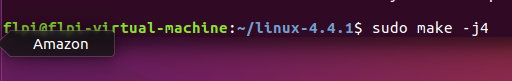 flpi@flpi-virtual-machine:~/linux-4.4.1$ sudo make -j4
Amazon